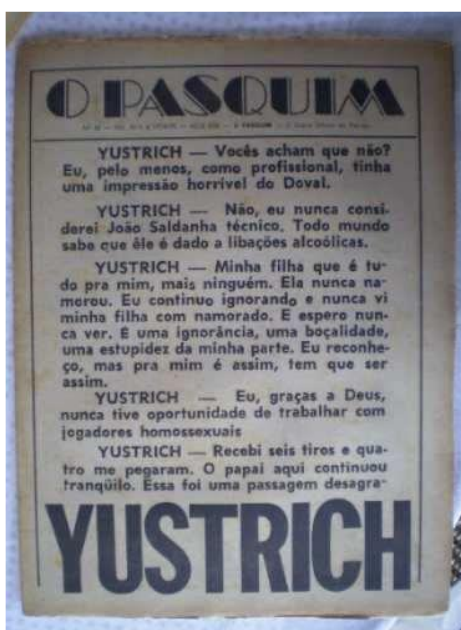 O PASQUIM
YUSTRICH — Vocês acham que não?
Eu, pelo menos, como profissional, tinha
uma impressão horrível do Doval.
YUSTRICH — Não, eu nunca consi-
derei João Saldanha técnico. Todo mundo
sabe que êle é dado a libações alcoólicas.
YUSTRICH — Minha filha que é tu-
do pra mim, mais ninguém. Ela nunca na-
morou. Eu continuo ignorando e nunca vi
minha filha com namorado. E espero nun-
ca ver. É uma ignorância, uma boçalidade,
uma estupidez da minha parte. Eu reconhe-
ço, mas pra mim é assim, tem que ser
assim.
YUSTRICH — Eu, graças a Deus,
nunca tive oportunidade de trabalhar com
jogadores homossexuais
YUSTRICH — Recebi seis tiros e qua-
tro me pegaram. O papai aqui continuou
tranqüilo. Essa foi uma passagem desagra-
YUSTRICH